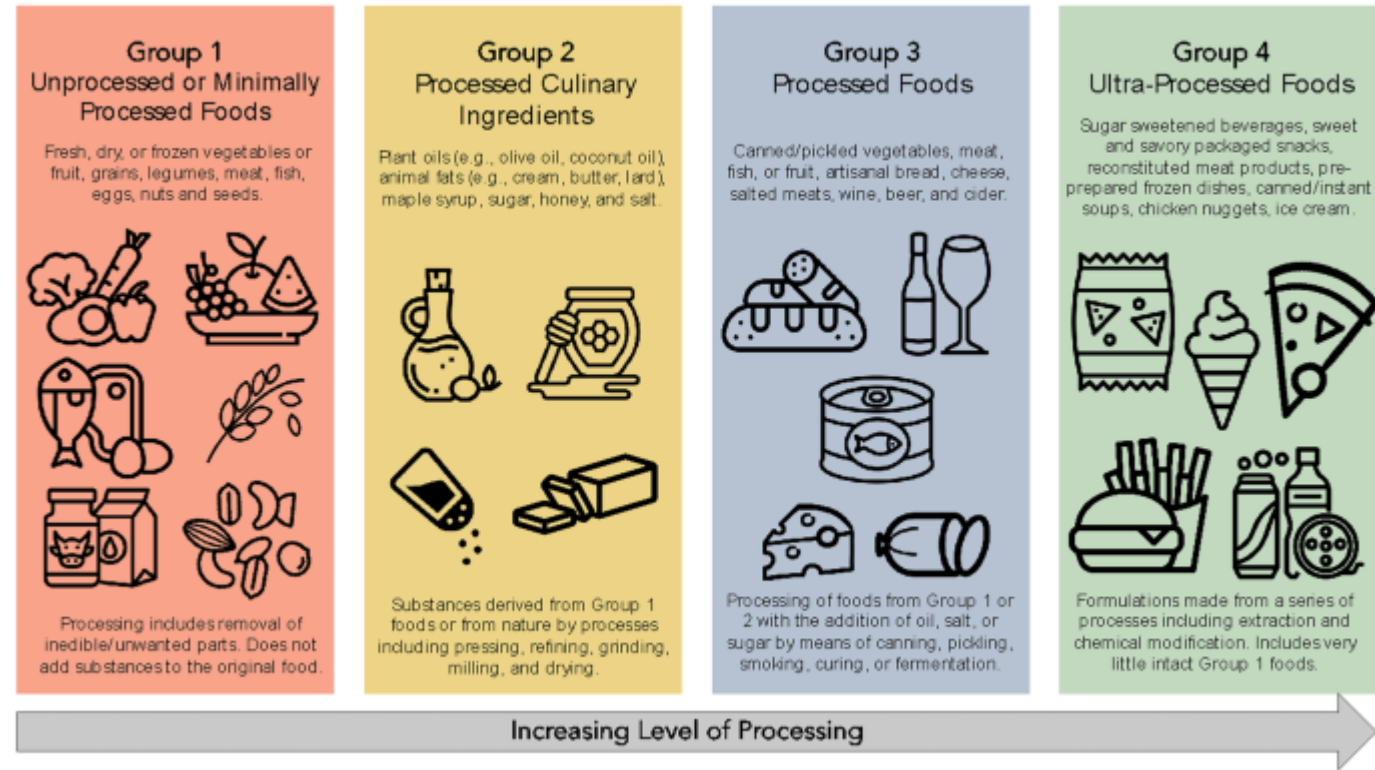 Group 1
Unprocessed or Minimally
Processed Foods
Fresh, dry, or frozen vegetables or
fruit, grains, legumes, meat, fish,
eggs, nuts and seeds.
Processing includes removal of
inedible/unwanted parts. Does not
add substances to the original food.
Group 2
Processed Culinary
Ingredients
Plant oils (e.g., olive oil, coconut oil),
animal fats (e.g., cream, butter, lard),
maple syrup, sugar, honey, and salt.
Substances derived from Group 1
foods or from nature by processes
including pressing, refining, grinding,
milling, and drying.
Group 3
Processed Foods
Canned/pickled vegetables, meat,
fish, or fruit, artisanal bread, cheese,
salted meats, wine, beer, and cider.
Processing of foods from Group 1 or
2 with the addition of oil, salt, or
sugar by means of canning, pickling,
smoking, curing, or fermentation.
Group 4
Ultra-Processed Foods
Sugar sweetened beverages, sweet
and savory packaged snacks,
reconstituted meat products, pre-
prepared frozen dishes, canned/instant
soups, chicken nuggets, ice cream.
Formulations made from a series of
processes including extraction and
chemical modification. Includes very
little intact Group 1 foods.
Increasing Level of Processing